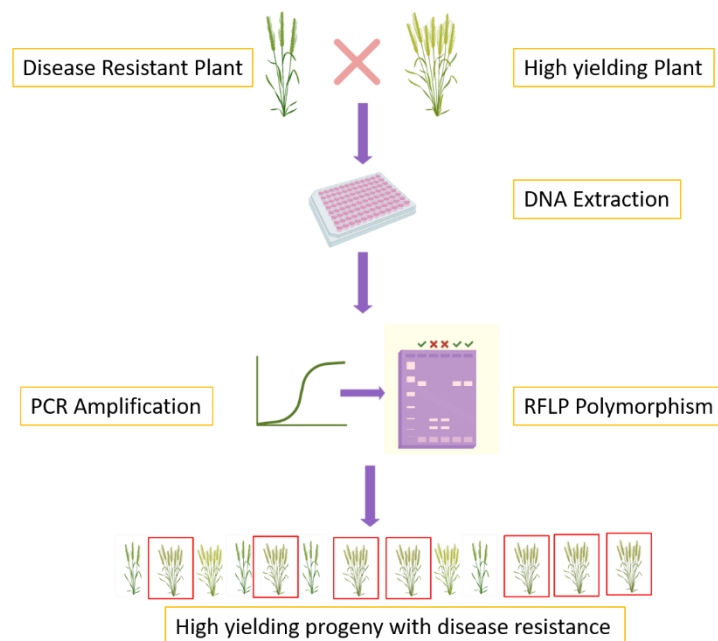 Disease Resistant Plant
High yielding Plant
DNA Extraction
PCR Amplification
RFLP Polymorphism
High yielding progeny with disease resistance